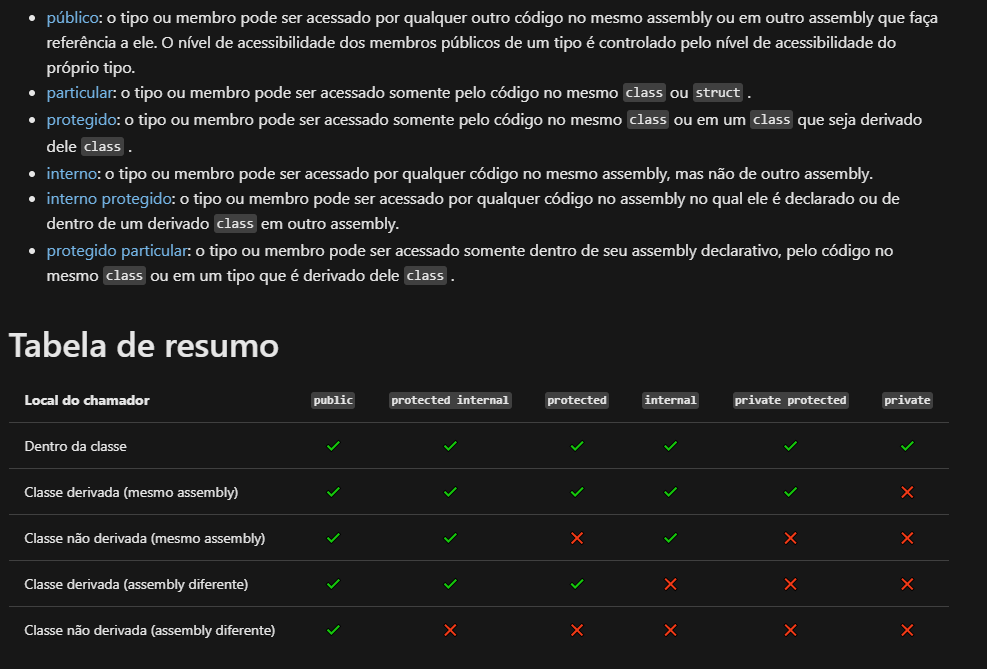 público: o tipo ou membro pode ser acessado por qualquer outro código no mesmo assembly ou em outro assembly que faça
referência a ele. O nível de acessibilidade dos membros públicos de um tipo é controlado pelo nível de acessibilidade do
próprio tipo.
particular: o tipo ou membro pode ser acessado somente pelo código no mesmo class ou struct .
protegido: o tipo ou membro pode ser acessado somente pelo código no mesmo class ou em um class que seja derivado
dele class .
interno: o tipo ou membro pode ser acessado por qualquer código no mesmo assembly, mas não de outro assembly.
interno protegido: o tipo ou membro pode ser acessado por qualquer código no assembly no qual ele é declarado ou de
dentro de um derivado class em outro assembly.
protegido particular: o tipo ou membro pode ser acessado somente dentro de seu assembly declarativo, pelo código no
mesmo class ou em um tipo que é derivado dele class .
Tabela de resumo
Local do chamador public protected internal protected internal private protected private
Dentro da classe ✓ ✓ ✓ ✓ ✓ ✓
Classe derivada (mesmo assembly) ✓ ✓ ✓ ✓ ✓ ✗
Classe não derivada (mesmo assembly) ✓ ✓ ✗ ✓ ✗ ✗
Classe derivada (assembly diferente) ✓ ✓ ✓ ✗ ✗ ✗
Classe não derivada (assembly diferente) ✓ ✗ ✗ ✗ ✗ ✗